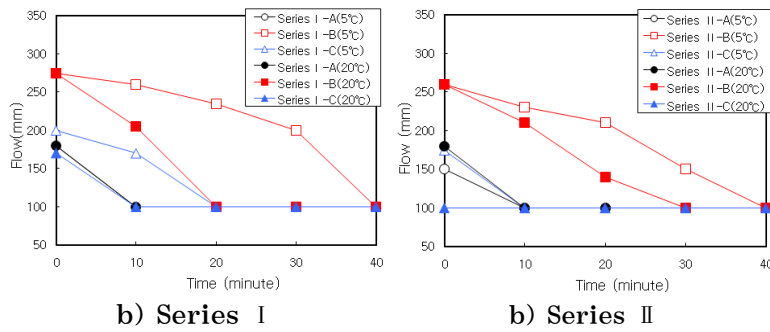 350
300
250
200
150
100
50
Flow(mm)
0
10
20
30
40
Time (minute)
Series Ⅰ-A(5℃)
Series Ⅰ-B(5℃)
Series Ⅰ-C(5℃)
Series Ⅰ-A(20℃)
Series Ⅰ-B(20℃)
Series Ⅰ-C(20℃)
b) Series Ⅰ
350
300
250
200
150
100
50
Flow (mm)
0
10
20
30
40
Time (minute)
Series Ⅱ-A(5℃)
Series Ⅱ-B(5℃)
Series Ⅱ-C(5℃)
Series Ⅱ-A(20℃)
Series Ⅱ-B(20℃)
Series Ⅱ-C(20℃)
b) Series Ⅱ